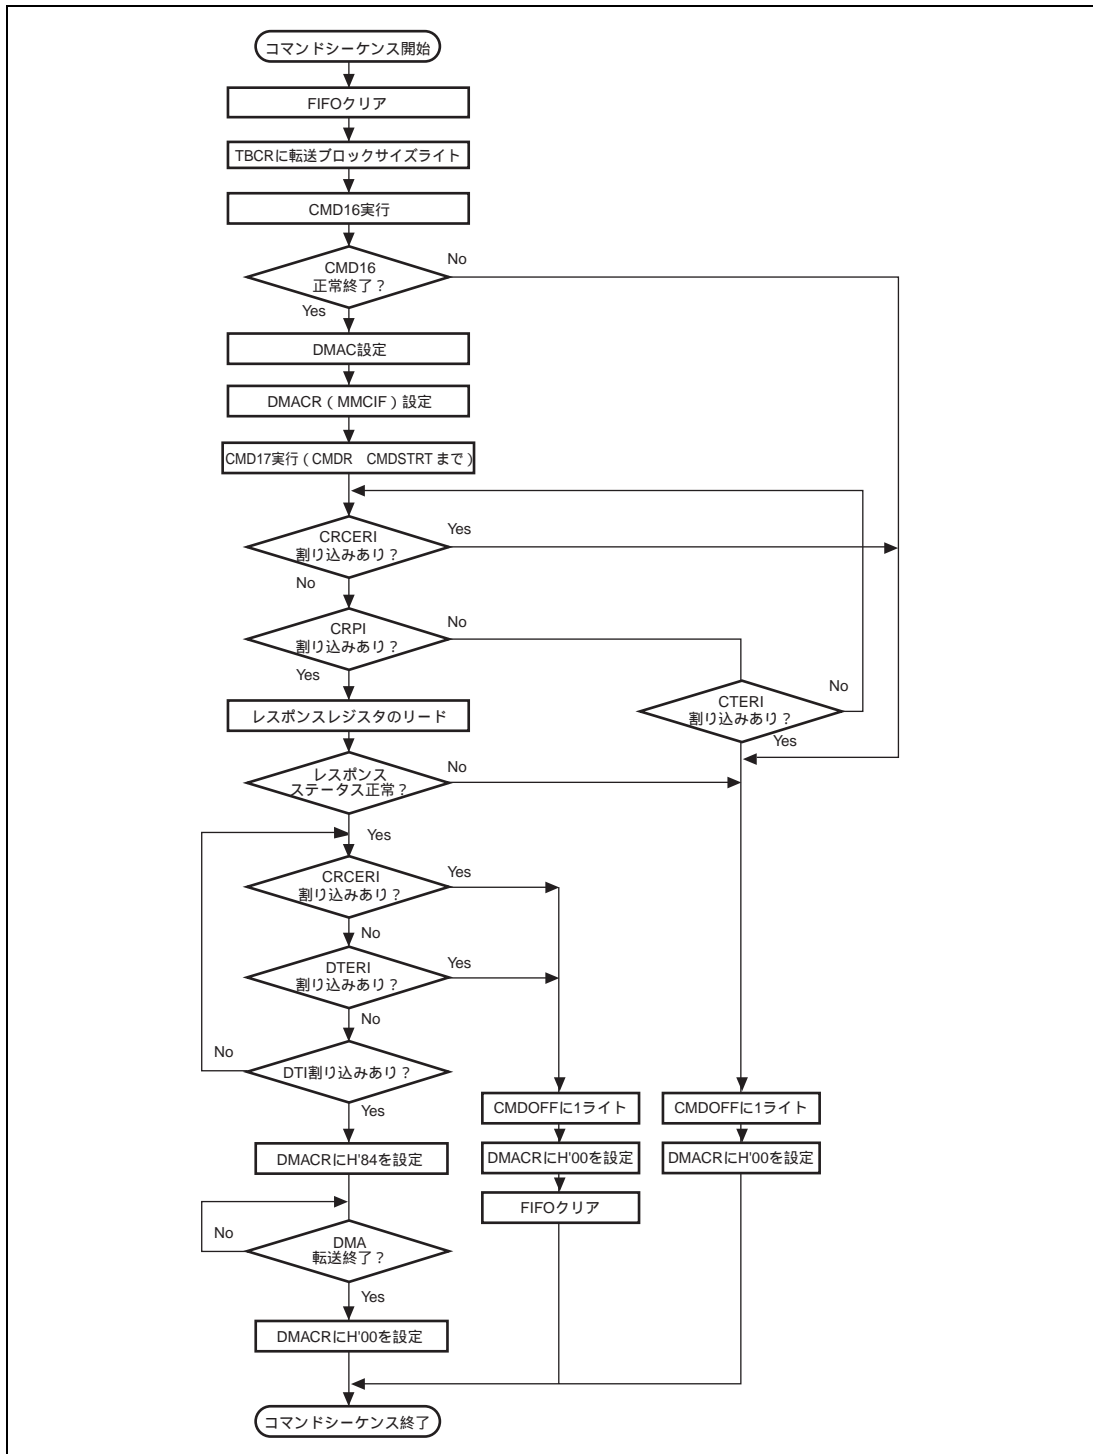 コマンドシーケンス開始
FIFOクリア
TBCRに転送ブロックサイズライト
CMD16実行
CMD16
正常終了？
No
Yes
DMAC設定
DMACR（MMCIF）設定
CMD17実行（CMDR　CMDSTRT まで）
CRCERI
割り込みあり？
Yes
No
CRPI
割り込みあり？
No
Yes
CTERI
割り込みあり？
No
Yes
レスポンスレジスタのリード
レスポンス
ステータス正常？
No
Yes
CRCERI
割り込みあり？
Yes
No
DTERI
割り込みあり？
Yes
No
DTI割り込みあり？
No
Yes
CMDOFFに1ライト
DMACRにH'00を設定
FIFOクリア
CMDOFFに1ライト
DMACRにH'00を設定
DMACRにH'84を設定
DMA
転送終了？
No
Yes
DMACRにH'00を設定
コマンドシーケンス終了